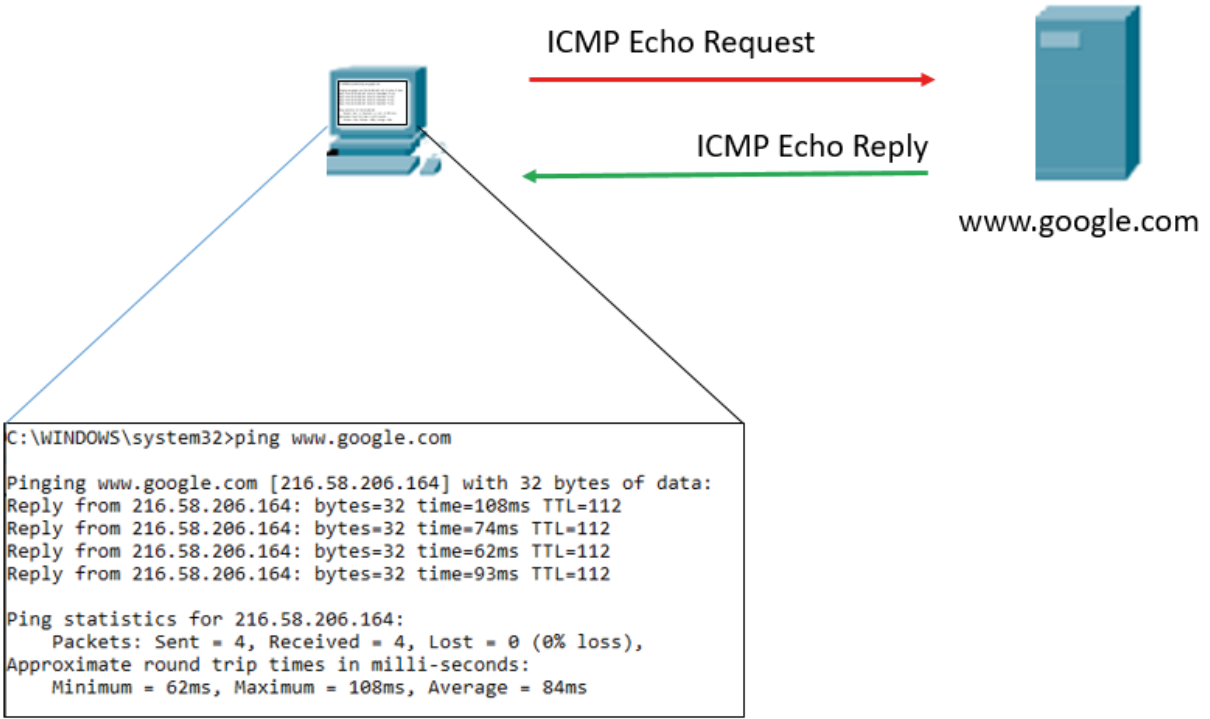 ICMP Echo Request
ICMP Echo Reply
www.google.com
C:\WINDOWS\system32>ping www.google.com
Pinging www.google.com [216.58.206.164] with 32 bytes of data:
Reply from 216.58.206.164: bytes=32 time=108ms TTL=112
Reply from 216.58.206.164: bytes=32 time=74ms TTL=112
Reply from 216.58.206.164: bytes=32 time=62ms TTL=112
Reply from 216.58.206.164: bytes=32 time=93ms TTL=112
Ping statistics for 216.58.206.164:
Packets: Sent = 4, Received = 4, Lost = 0 (0% loss),
Approximate round trip times in milli-seconds:
Minimum = 62ms, Maximum = 108ms, Average = 84ms